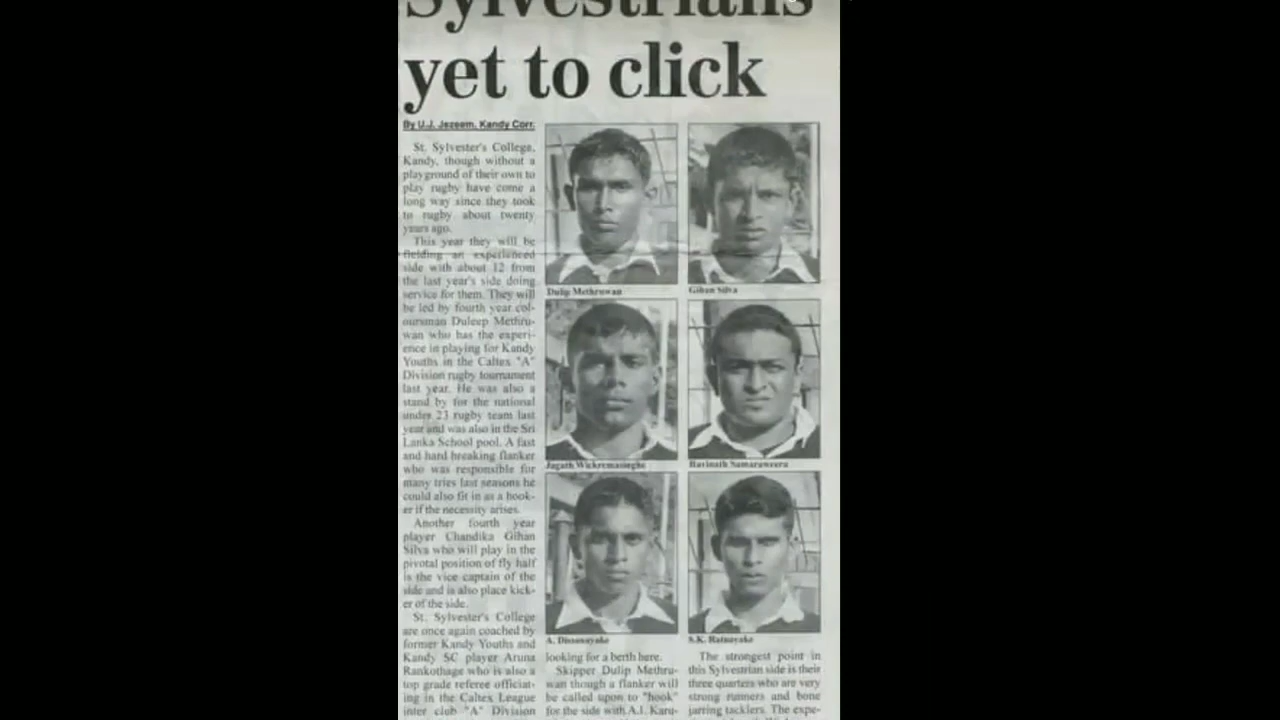 Sylvestrians
yet to click
By U.J. Jezeem, Kandy Corr.
St. Sylvester's College,
Kandy, though without a
playground of their own to
play rugby have come a
long way since they took
to rugby about twenty
years ago.
This year they will be
fielding an experienced
side with about 12 from
the last year's side doing
service for them. They will
be led by fourth year col-
oursman Duleep Methru-
wan who has the experi-
ence in playing for Kandy
Youths in the Caltex "A"
Division rugby tournament
last year. He was also a
stand by for the national
under 23 rugby team last
year and was also in the Sri
Lanka School pool. A fast
and hard breaking flanker
who was responsible for
many tries last seasons he
could also fit in as a hook-
er if the necessity arises.
Another fourth year
player Chandika Gihan
Silva who will play in the
pivotal position of fly half
is the vice captain of the
side and is also place kick-
er of the side.
St. Sylvester's College
are once again coached by
former Kandy Youths and
Kandy SC player Aruna
Rankothage who is also a
top grade referee officiat-
ing in the Caltex League
inter club "A" Division
Dulip Methruwan
Gihan Silva
Jagath Wickremasinghe
Ravinath Samaraweera
A. Dissanayake
S.K. Ratnayake
looking for a berth here.
Skipper Dulip Methru-
wan though a flanker will
be called upon to "hook"
for the side with A.I. Karu-
The strongest point in
this Sylvestrian side is their
three quarters who are very
strong runners and bone
jarring tacklers. The expe-